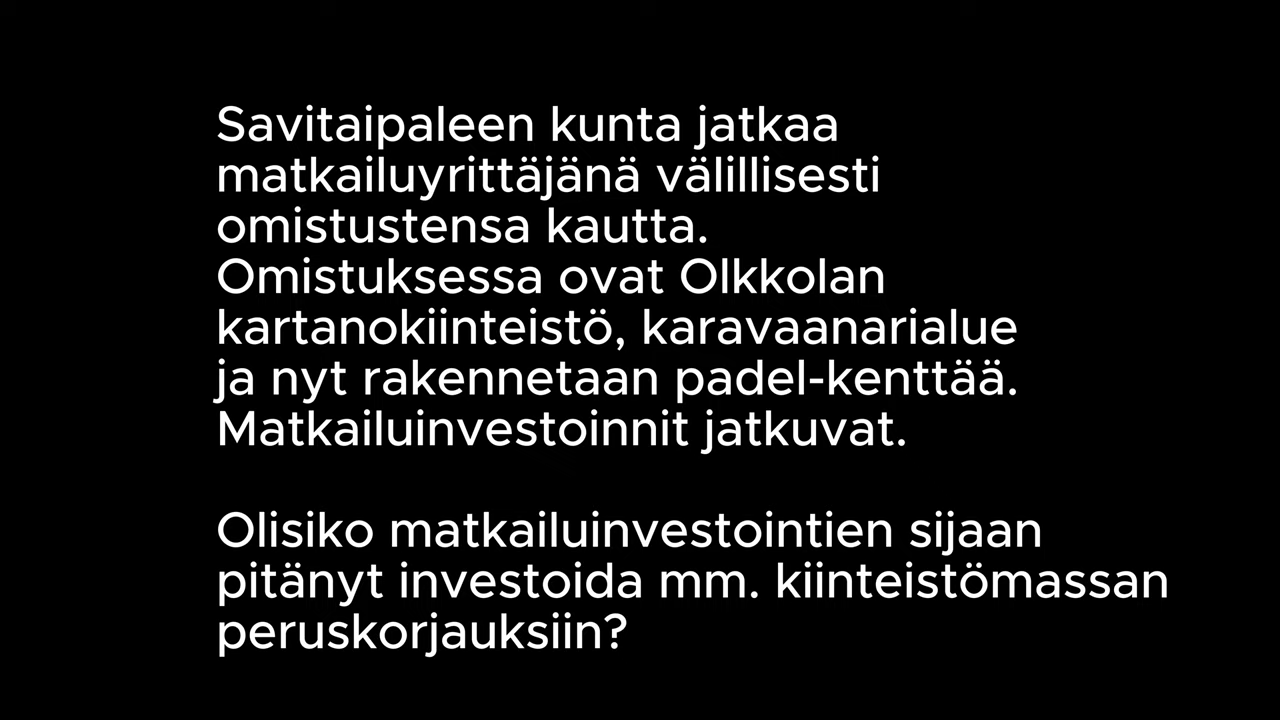 Savitaipaleen kunta jatkaa
matkailuyrittäjänä välillisesti
omistustensa kautta.
Omistuksessa ovat Olkkolan
kartanokiinteistö, karavaanarialue
ja nyt rakennetaan padel-kenttää.
Matkailuinvestoinnit jatkuvat.
Olisiko matkailuinvestointien sijaan
pitänyt investoida mm. kiinteistömassan
peruskorjauksiin?